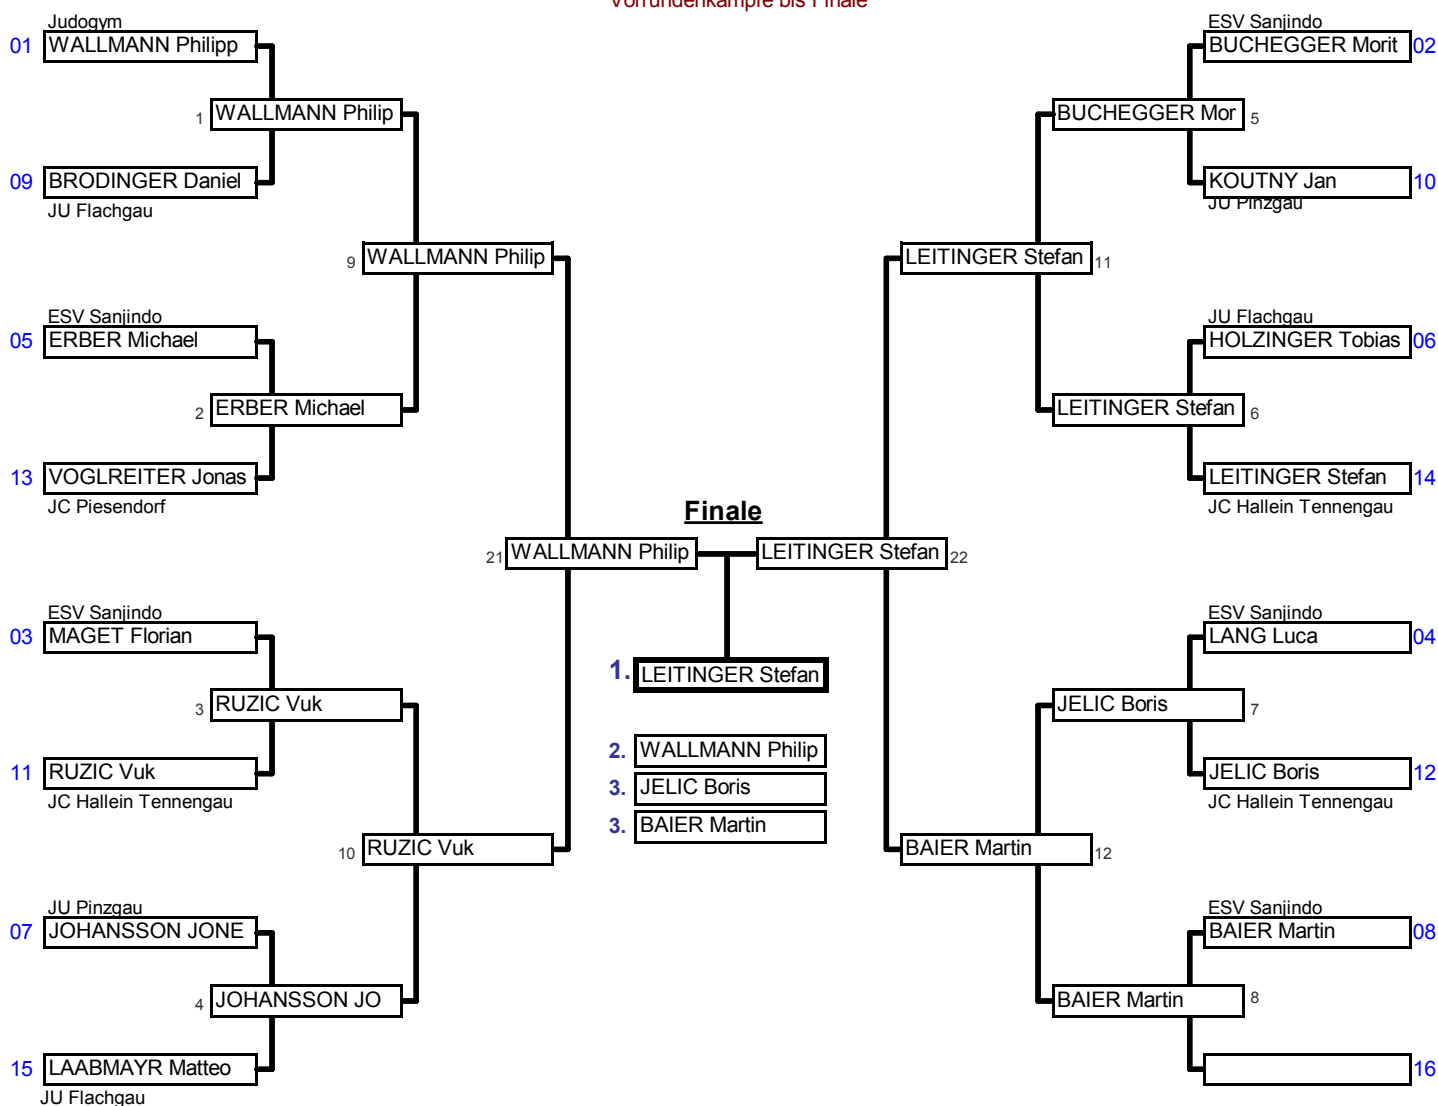 Vorrundenkämpfe bis Finale
Judogym
01 WALLMANN Philipp
1 WALLMANN Philip
09 BRODINGER Daniel
JU Flachgau
9 WALLMANN Philip
ESV Sanjindo
05 ERBER Michael
2 ERBER Michael
13 VOGLREITER Jonas
JC Piesendorf
21 WALLMANN Philip
ESV Sanjindo
03 MAGET Florian
3 RUZIC Vuk
11 RUZIC Vuk
JC Hallein Tennengau
10 RUZIC Vuk
JU Pinzgau
07 JOHANSSON JONE
4 JOHANSSON JO
15 LAABMAYR Matteo
JU Flachgau
Finale
1. LEITINGER Stefan
2. WALLMANN Philip
3. JELIC Boris
3. BAIER Martin
ESV Sanjindo
BUCHEGGER Morit 02
BUCHEGGER Mor 5
KOUTNY Jan 10
JU Pinzgau
LEITINGER Stefan 11
JU Flachgau
HOLZINGER Tobias 06
LEITINGER Stefan 6
LEITINGER Stefan 14
JC Hallein Tennengau
LEITINGER Stefan 22
ESV Sanjindo
LANG Luca 04
JELIC Boris 7
JELIC Boris 12
JC Hallein Tennengau
BAIER Martin 12
ESV Sanjindo
BAIER Martin 08
BAIER Martin 8
16